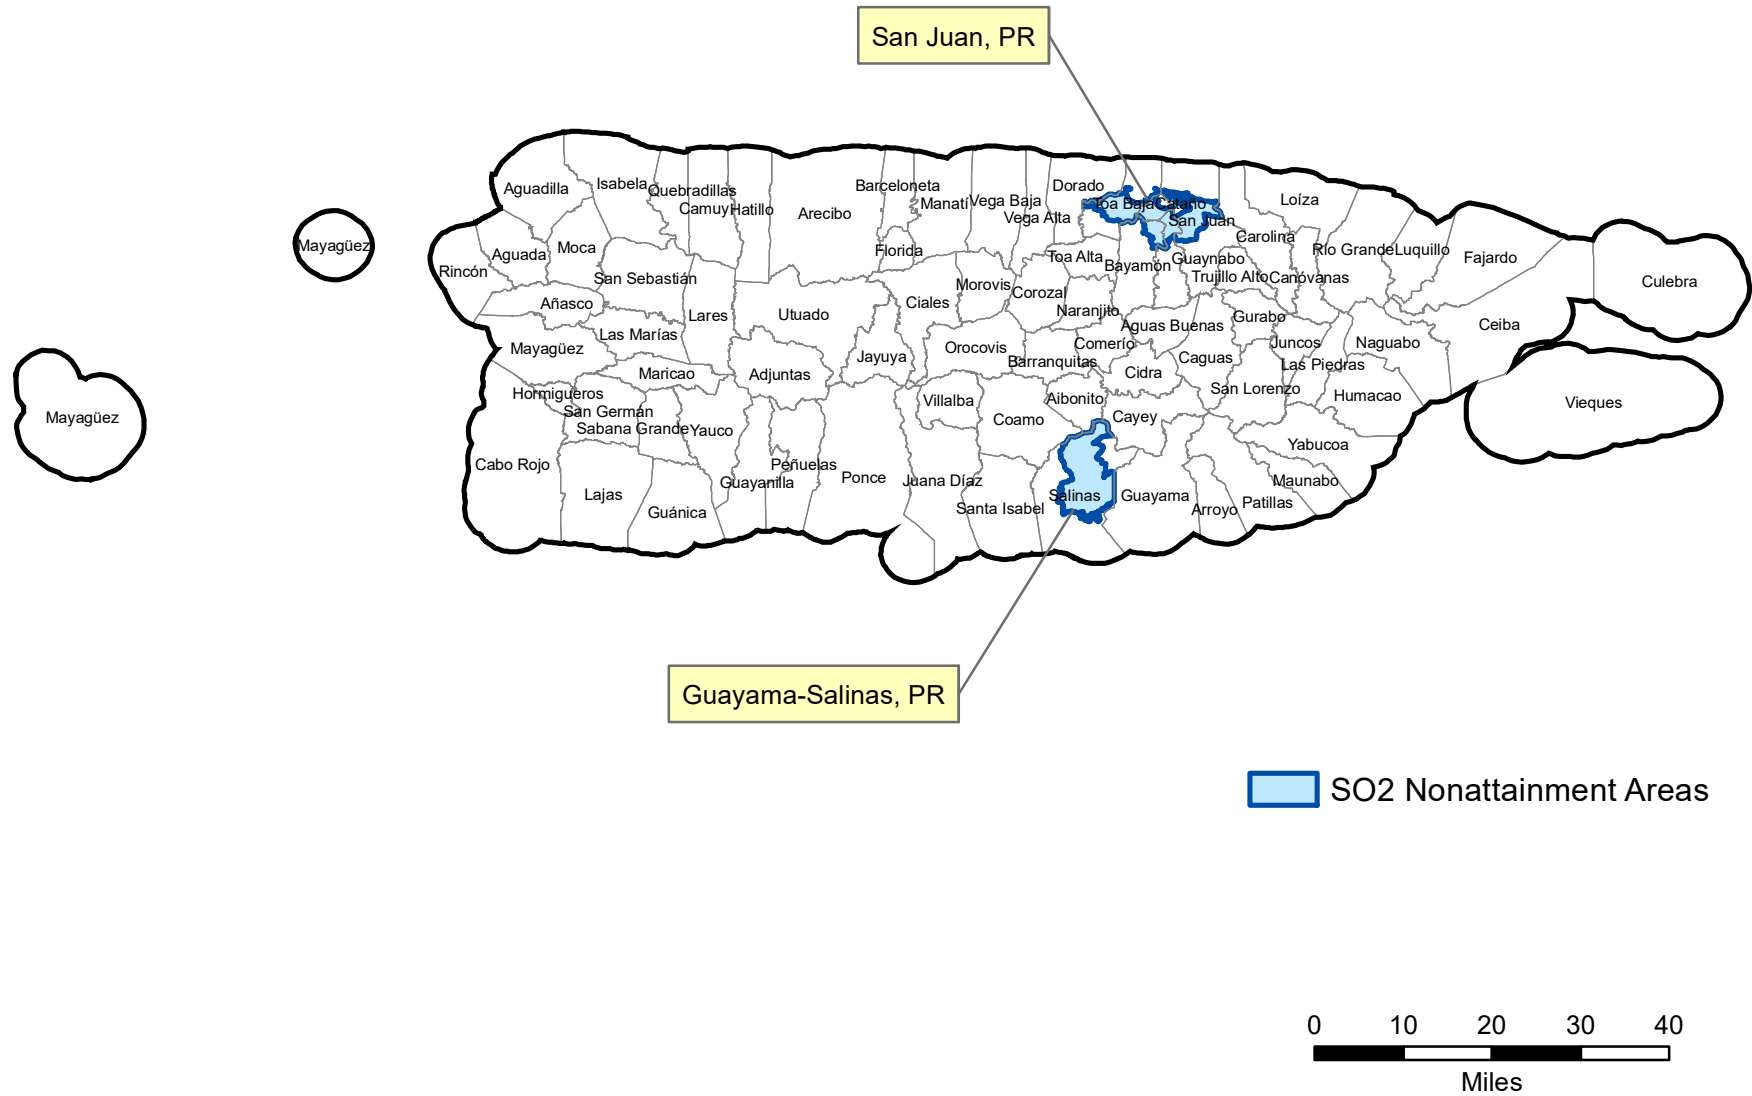 San Juan, PR
Aguadilla
Isabela
Quebradillas
Camuy
Hatillo
Arecibo
Barceloneta
Manatí
Vega Baja
Vega Alta
Dorado
Toa Baja
Cataño
San Juan
Loíza
Carolina
Río Grande
Luquillo
Fajardo
Culebra
Mayagüez
Rincón
Aguada
Moca
San Sebastián
Florida
Toa Alta
Bayamón
Guaynabo
Trujillo Alto
Canóvanas
Añasco
Lares
Utuado
Ciales
Morovis
Corozal
Naranjito
Aguas Buenas
Gurabo
Ceiba
Mayagüez
Las Marías
Jayuya
Orocovis
Barranquitas
Comerío
Cidra
Caguas
Juncos
Las Piedras
Naguabo
Maricao
Adjuntas
Hormigueros
San Germán
Sabana Grande
Yauco
Villalba
Coamo
Aibonito
Cayey
San Lorenzo
Humacao
Vieques
Mayagüez
Yabucoa
Cabo Rojo
Lajas
Guánica
Guayanilla
Peñuelas
Ponce
Juana Díaz
Santa Isabel
Salinas
Guayama
Arroyo
Patillas
Maunabo
Guayama-Salinas, PR
SO2 Nonattainment Areas
0 10 20 30 40
Miles